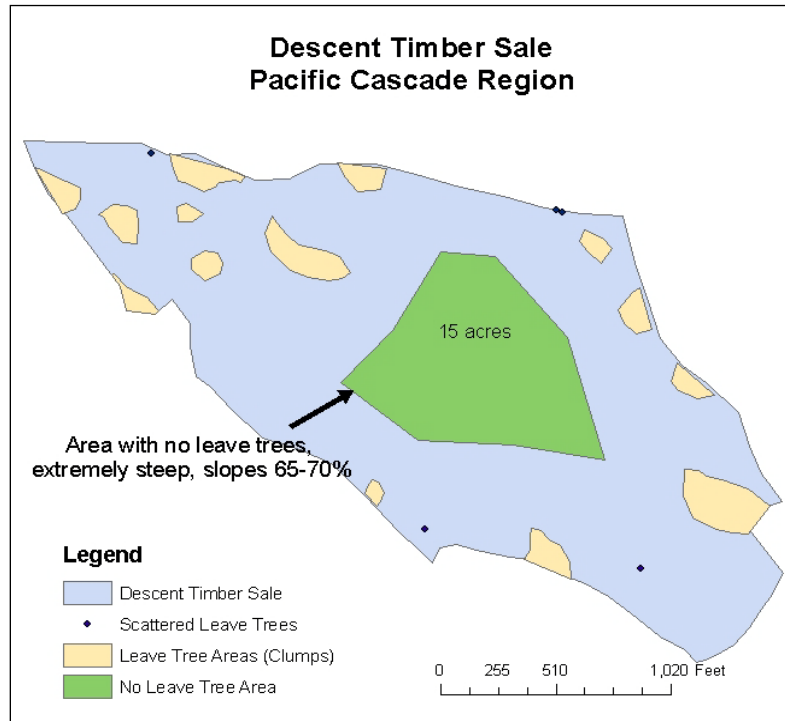 Descent Timber Sale
Pacific Cascade Region
15 acres
Area with no leave trees,
extremely steep, slopes 65-70%
Legend
Descent Timber Sale
Scattered Leave Trees
Leave Tree Areas (Clumps)
No Leave Tree Area
0 255 510 1,020 Feet